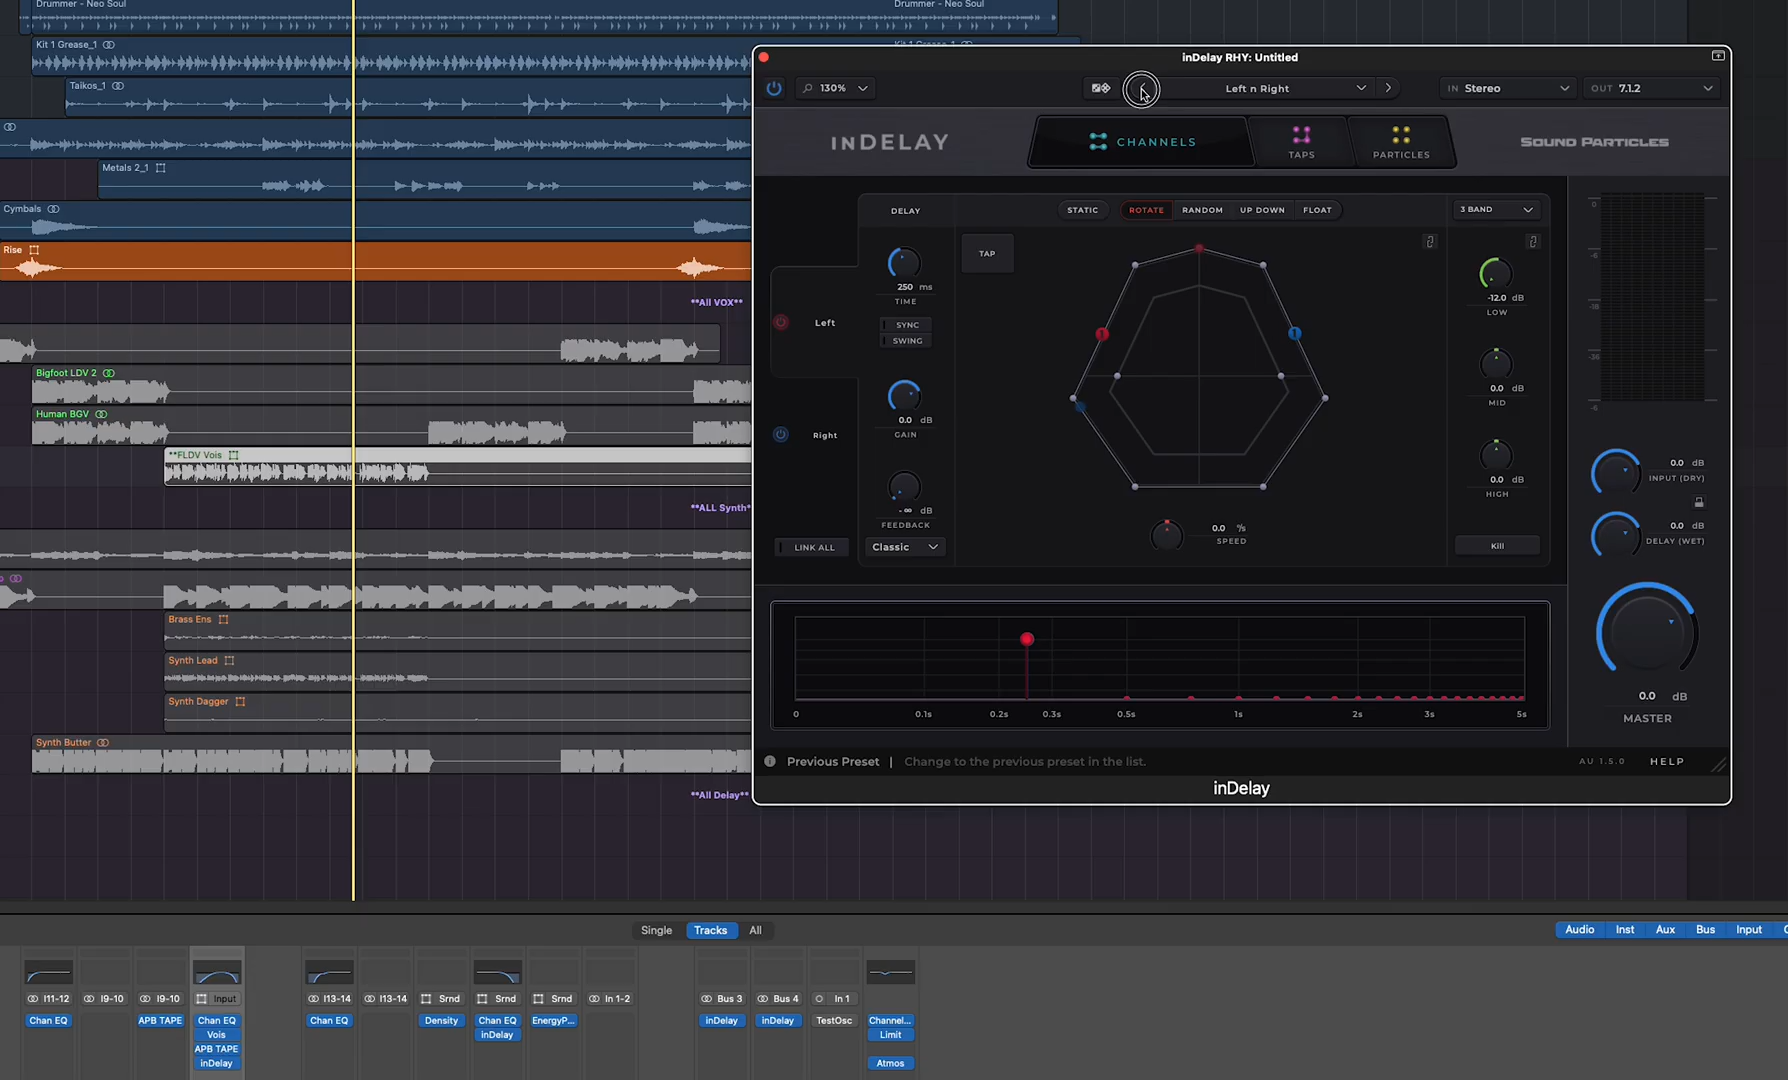 Drummer - Neo Soul
Drummer - Neo Soul
Kit 1 Grease_1
Taikos_1
Metals 2_1
Cymbals
Rise
**All VOX**
Bigfoot LDV 2
Human BGV
**FLDV Vois
**ALL Synth*
Brass Ens
Synth Lead
Synth Dagger
Synth Butter
**All Delay**
inDelay RHY: Untitled
130%
Left n Right
IN Stereo
OUT 7.1.2
INDELAY
CHANNELS
TAPS
PARTICLES
SOUND PARTICLES
DELAY
STATIC
ROTATE
RANDOM
UP DOWN
FLOAT
3 BAND
TAP
250 ms
TIME
SYNC
SWING
Left
0.0 dB
GAIN
Right
- ∞ dB
FEEDBACK
LINK ALL
Classic
1
1
0.0 °/s
SPEED
-12.0 dB
LOW
0.0 dB
MID
0.0 dB
HIGH
Kill
0
-6
-18
-36
0.0 dB
INPUT (DRY)
0.0 dB
DELAY (WET)
0.0 dB
MASTER
0 0.1s 0.2s 0.3s 0.5s 1s 2s 3s 5s
Previous Preset | Change to the previous preset in the list.
AU 1.5.0
HELP
inDelay
Single Tracks All
Audio Inst Aux Bus Input
I11-12 I9-10 I9-10 Input I13-14 I13-14 Srnd Srnd Srnd In 1-2 Bus 3 Bus 4 In 1
Chan EQ APB TAPE Chan EQ Chan EQ Density Chan EQ EnergyP... inDelay inDelay TestOsc Channel...
Vois inDelay Limit
APB TAPE
inDelay Atmos